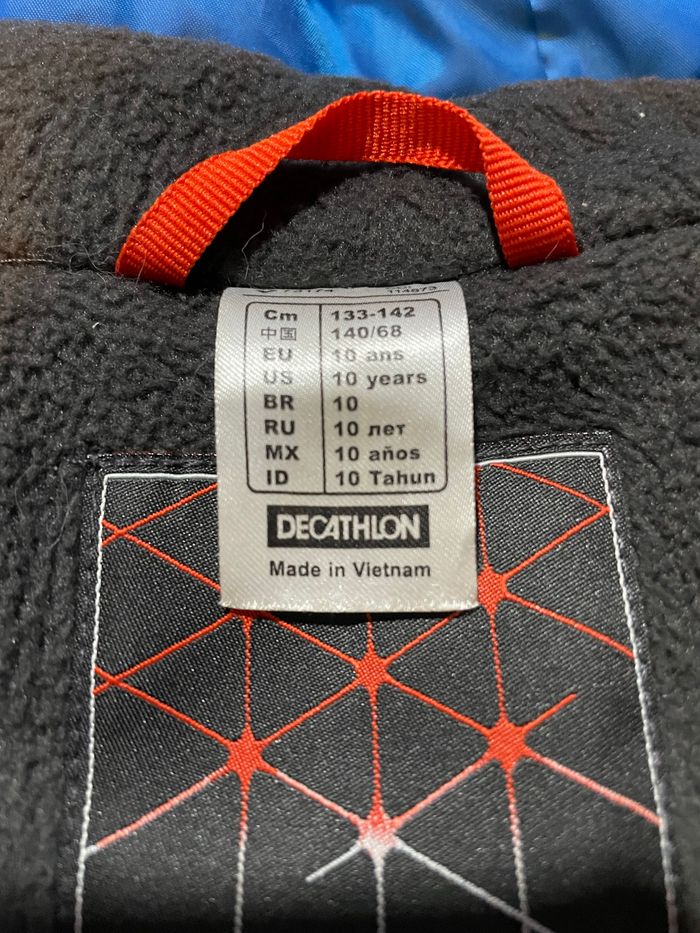 Cm 133-142
中国 140/68
EU 10 ans
US 10 years
BR 10
RU 10 лет
MX 10 años
ID 10 Tahun
DECATHLON
Made in Vietnam